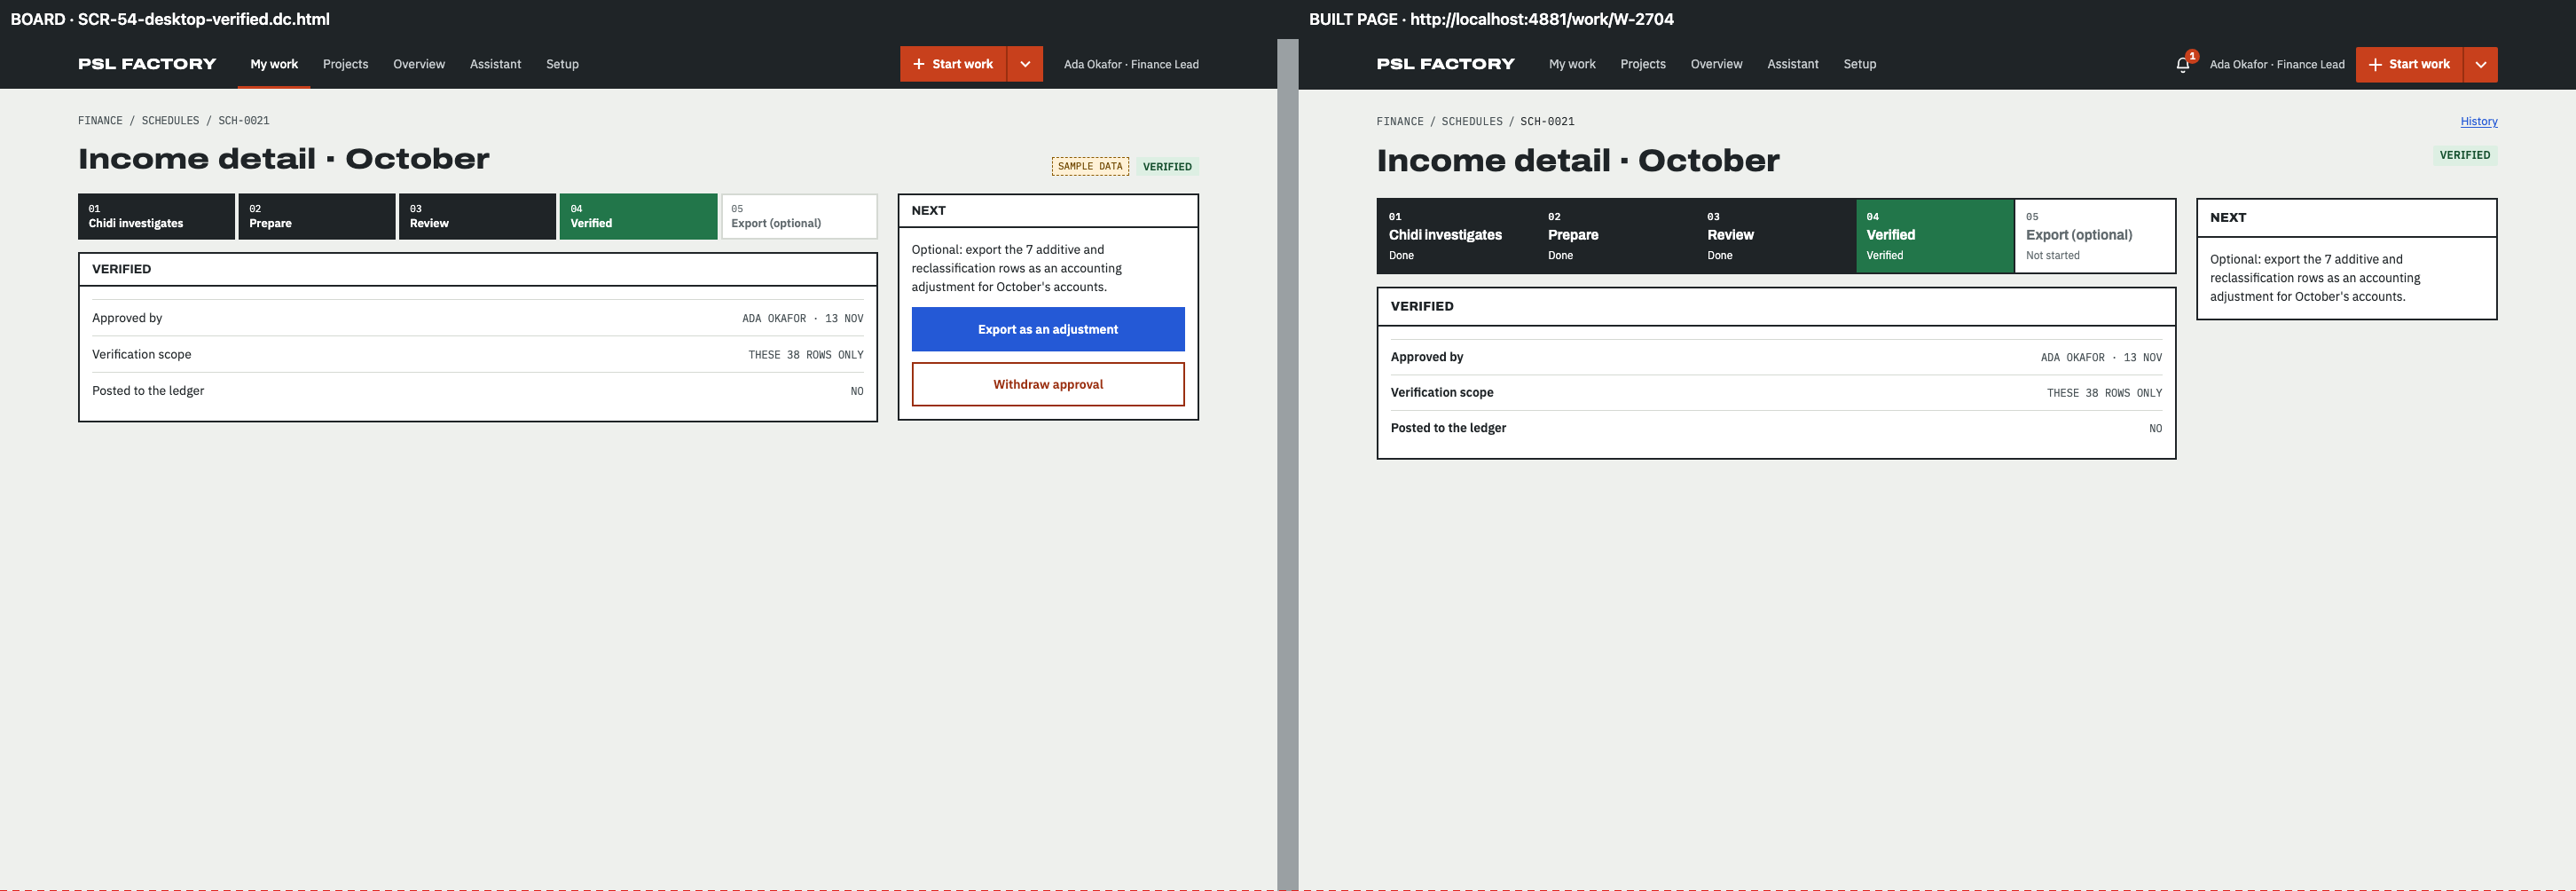 BOARD · SCR-54-desktop-verified.dc.html
PSL FACTORY My work Projects Overview Assistant Setup + Start work Ada Okafor · Finance Lead
FINANCE / SCHEDULES / SCH-0021
Income detail · October
SAMPLE DATA VERIFIED
01
Chidi investigates
02
Prepare
03
Review
04
Verified
05
Export (optional)
VERIFIED
Approved by ADA OKAFOR · 13 NOV
Verification scope THESE 38 ROWS ONLY
Posted to the ledger NO
NEXT
Optional: export the 7 additive and
reclassification rows as an accounting
adjustment for October's accounts.
Export as an adjustment
Withdraw approval
BUILT PAGE · http://localhost:4881/work/W-2704
PSL FACTORY My work Projects Overview Assistant Setup 1 Ada Okafor · Finance Lead + Start work
FINANCE / SCHEDULES / SCH-0021 History
Income detail · October
VERIFIED
01
Chidi investigates
Done
02
Prepare
Done
03
Review
Done
04
Verified
Verified
05
Export (optional)
Not started
VERIFIED
Approved by ADA OKAFOR · 13 NOV
Verification scope THESE 38 ROWS ONLY
Posted to the ledger NO
NEXT
Optional: export the 7 additive and
reclassification rows as an accounting
adjustment for October's accounts.